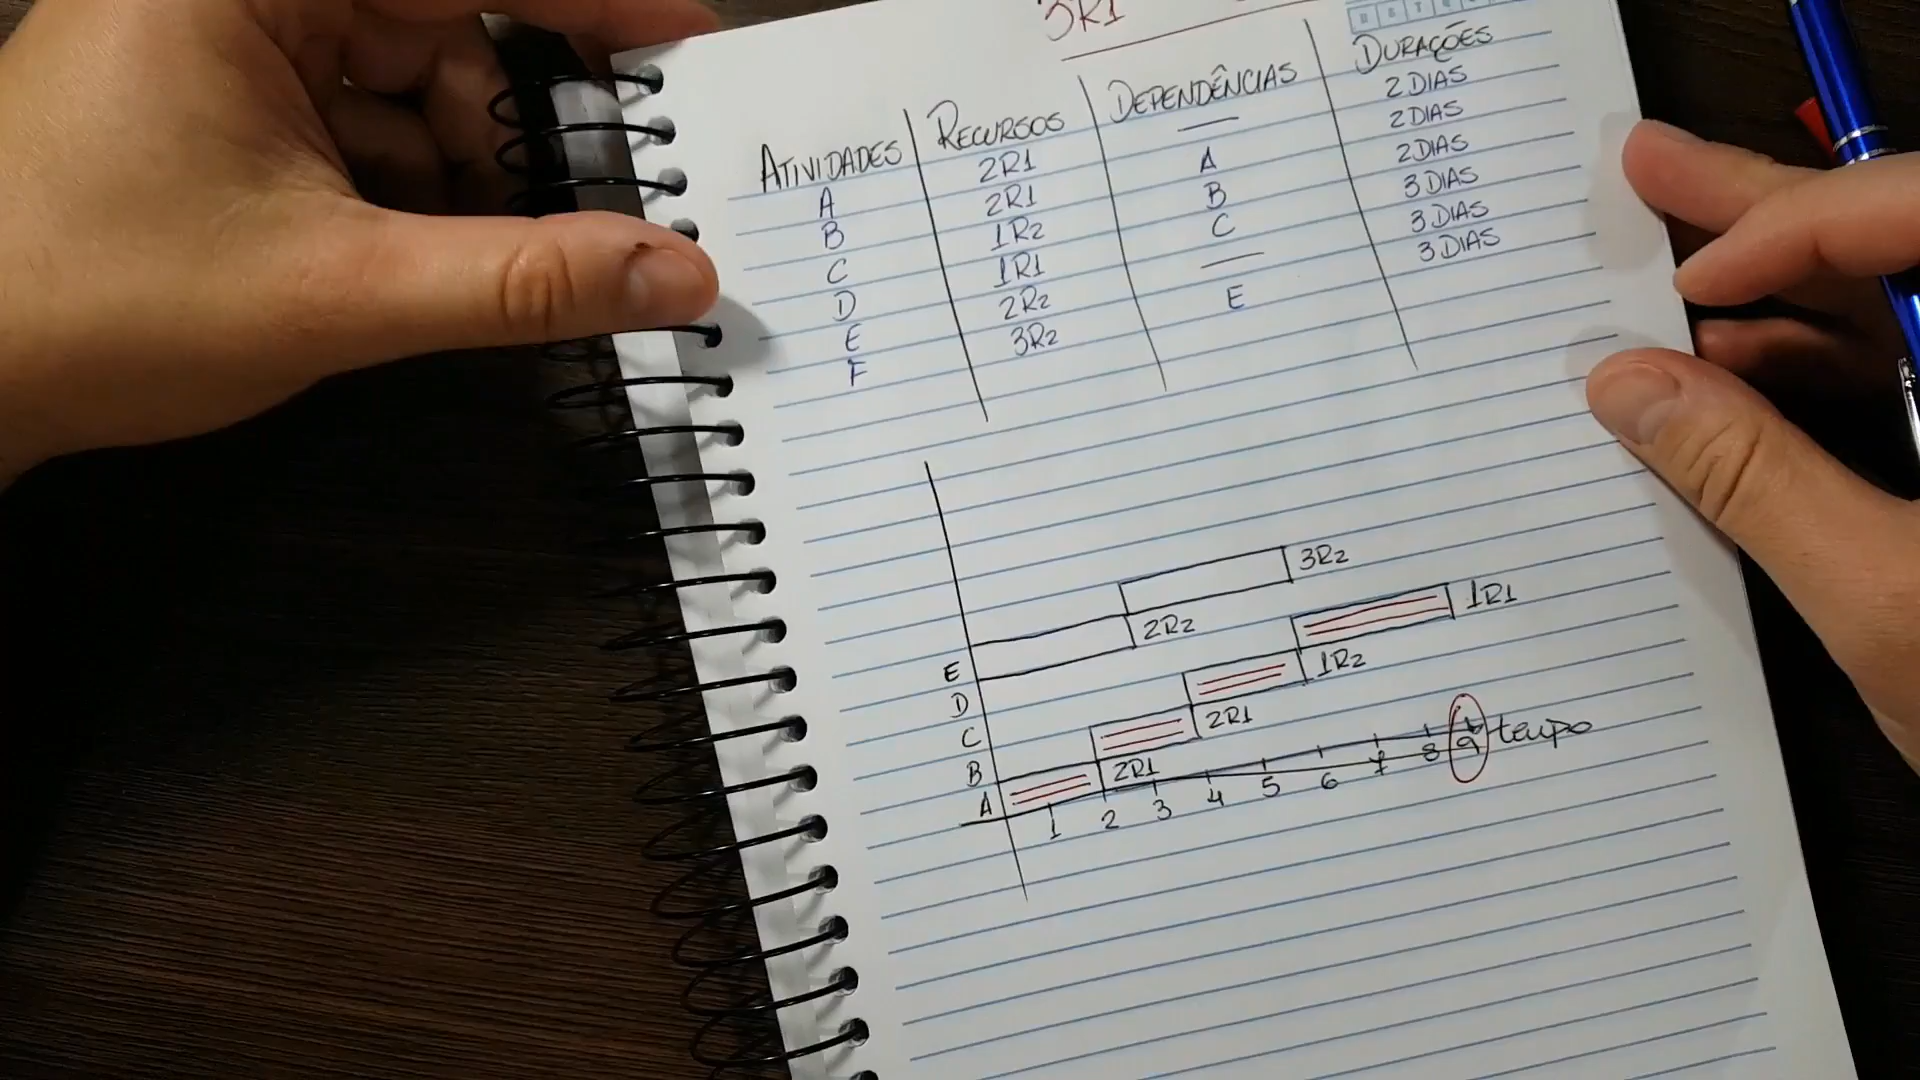 3R1
ATIVIDADES RECURSOS DEPENDÊNCIAS DURAÇÕES
A 2R1 — 2 DIAS
B 2R1 A 2 DIAS
C 1R2 B 2 DIAS
D 1R1 C 3 DIAS
E 2R2 — 3 DIAS
F 3R2 E 3 DIAS
3R2
1R1
E 2R2
D 1R2
C 2R1
B 2R1
A
1 2 3 4 5 6 7 8 9 tempo